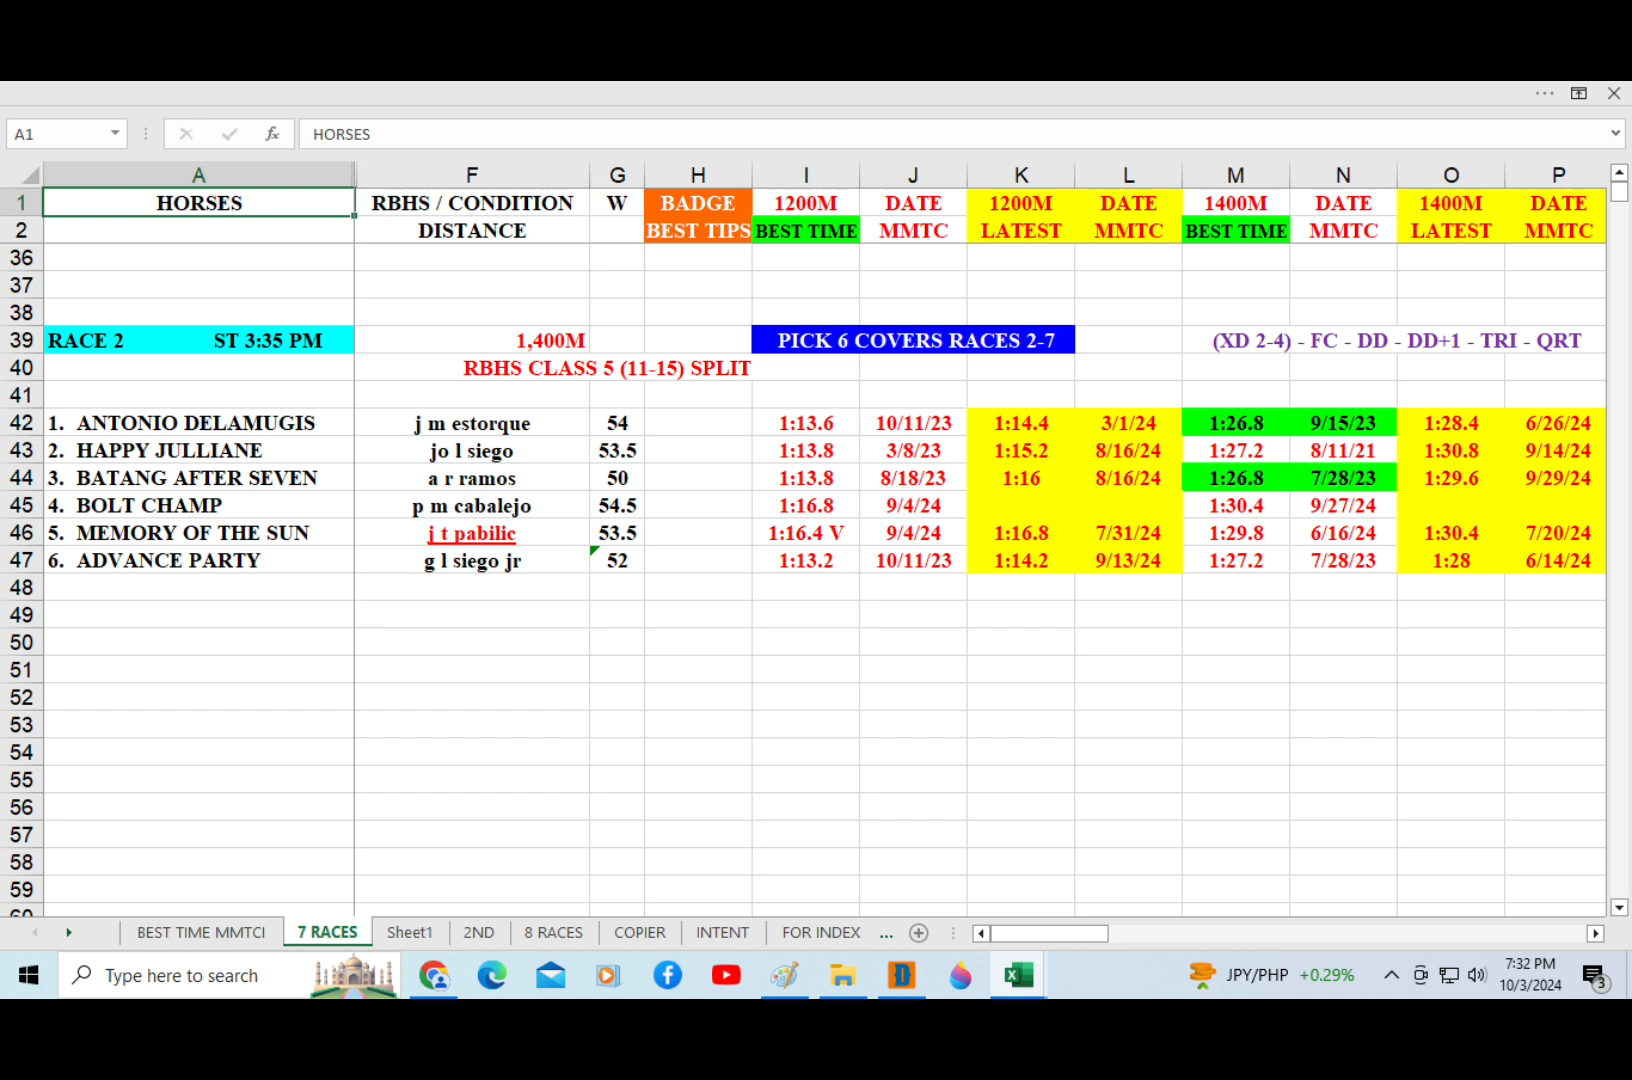 A1 fx HORSES
A F G H I J K L M N O P
1 HORSES RBHS / CONDITION W BADGE 1200M DATE 1200M DATE 1400M DATE 1400M DATE
2 DISTANCE BEST TIPS BEST TIME MMTC LATEST MMTC BEST TIME MMTC LATEST MMTC
36
37
38
39 RACE 2 ST 3:35 PM 1,400M PICK 6 COVERS RACES 2-7 (XD 2-4) - FC - DD - DD+1 - TRI - QRT
40 RBHS CLASS 5 (11-15) SPLIT
41
42 1. ANTONIO DELAMUGIS j m estorque 54 1:13.6 10/11/23 1:14.4 3/1/24 1:26.8 9/15/23 1:28.4 6/26/24
43 2. HAPPY JULLIANE jo l siego 53.5 1:13.8 3/8/23 1:15.2 8/16/24 1:27.2 8/11/21 1:30.8 9/14/24
44 3. BATANG AFTER SEVEN a r ramos 50 1:13.8 8/18/23 1:16 8/16/24 1:26.8 7/28/23 1:29.6 9/29/24
45 4. BOLT CHAMP p m cabalejo 54.5 1:16.8 9/4/24 1:30.4 9/27/24
46 5. MEMORY OF THE SUN j t pabilic 53.5 1:16.4 V 9/4/24 1:16.8 7/31/24 1:29.8 6/16/24 1:30.4 7/20/24
47 6. ADVANCE PARTY g l siego jr 52 1:13.2 10/11/23 1:14.2 9/13/24 1:27.2 7/28/23 1:28 6/14/24
48
49
50
51
52
53
54
55
56
57
58
59
60
BEST TIME MMTCI 7 RACES Sheet1 2ND 8 RACES COPIER INTENT FOR INDEX ...
Type here to search JPY/PHP +0.29% 7:32 PM
10/3/2024 3